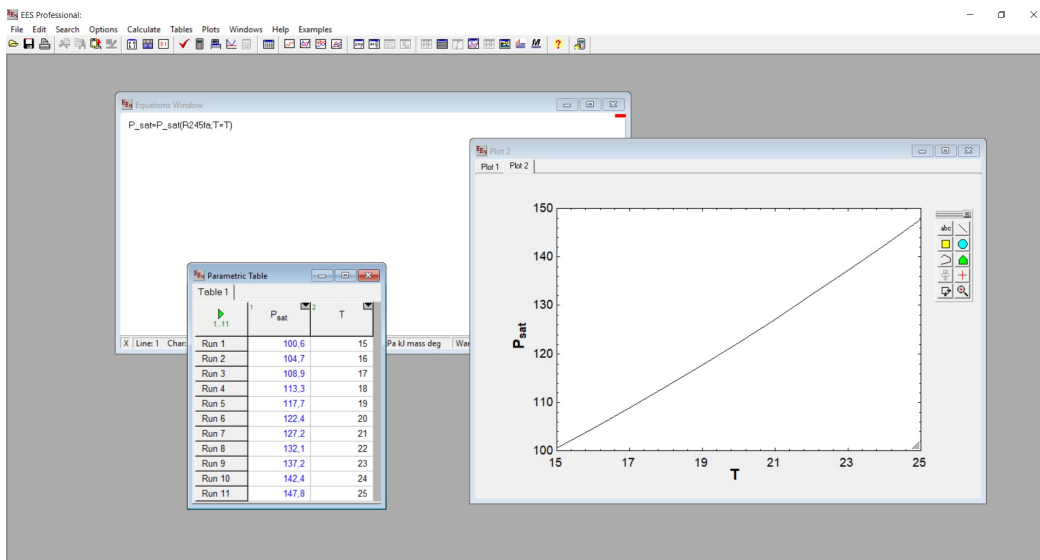 EES Professional:
File Edit Search Options Calculate Tables Plots Windows Help Examples
Equations Window
P_sat=P_sat(R245fa;T=T)
X Line: 1 Char:
Pa kJ mass deg
Plot 2
Plot 1 Plot 2
150
140
130
120
110
100
Psat
15 17 19 21 23 25
T
abc
Parametric Table
Table 1
1..11
1 Psat 2 T
Run 1 100,6 15
Run 2 104,7 16
Run 3 108,9 17
Run 4 113,3 18
Run 5 117,7 19
Run 6 122,4 20
Run 7 127,2 21
Run 8 132,1 22
Run 9 137,2 23
Run 10 142,4 24
Run 11 147,8 25